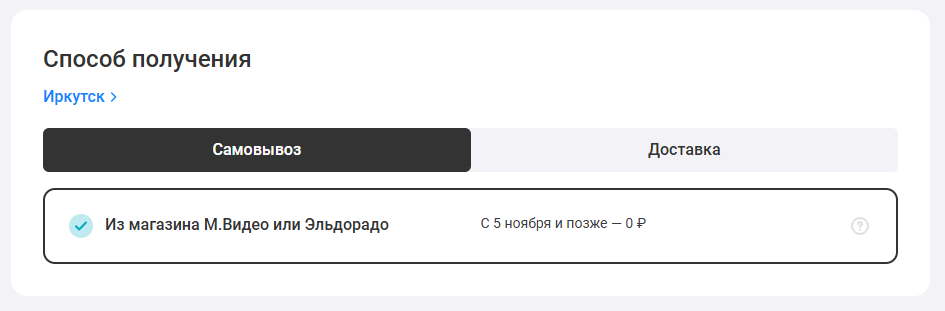 Способ получения
Иркутск
Самовывоз
Доставка
Из магазина М.Видео или Эльдорадо
С 5 ноября и позже — 0 ₽